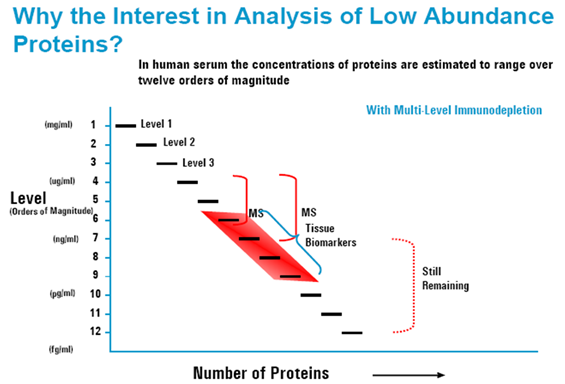 Why the Interest in Analysis of Low Abundance
Proteins?
In human serum the concentrations of proteins are estimated to range over
twelve orders of magnitude
With Multi-Level Immunodepletion
(mg/ml) 1 Level 1
2 Level 2
3 Level 3
(ug/ml) 4
Level
(Orders of Magnitude)
5
6 MS MS
Tissue
Biomarkers
(ng/ml) 7
8
9
Still
Remaining
(pg/ml) 10
11
12
(fg/ml)
Number of Proteins